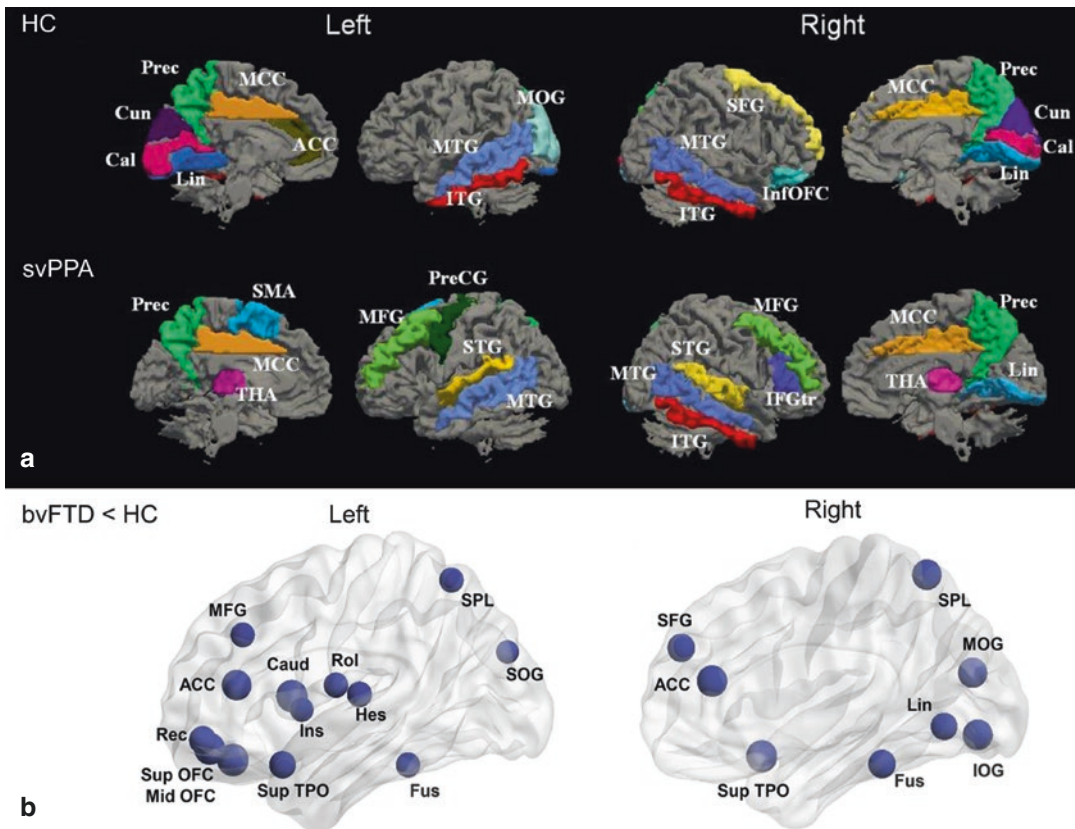 HC
Left
Right
Prec
MCC
Cun
ACC
Cal
Lin
MOG
MTG
ITG
SFG
MTG
InfOFC
ITG
MCC
Prec
Cun
Cal
Lin
svPPA
Prec
SMA
MCC
THA
PreCG
MFG
STG
MTG
MFG
STG
MTG
IFGtr
ITG
MCC
Prec
THA
Lin
a
bvFTD < HC
Left
Right
MFG
SPL
Caud
Rol
SOG
ACC
Ins
Hes
Rec
Sup OFC
Mid OFC
Sup TPO
Fus
SFG
SPL
MOG
ACC
Lin
IOG
Sup TPO
Fus
b